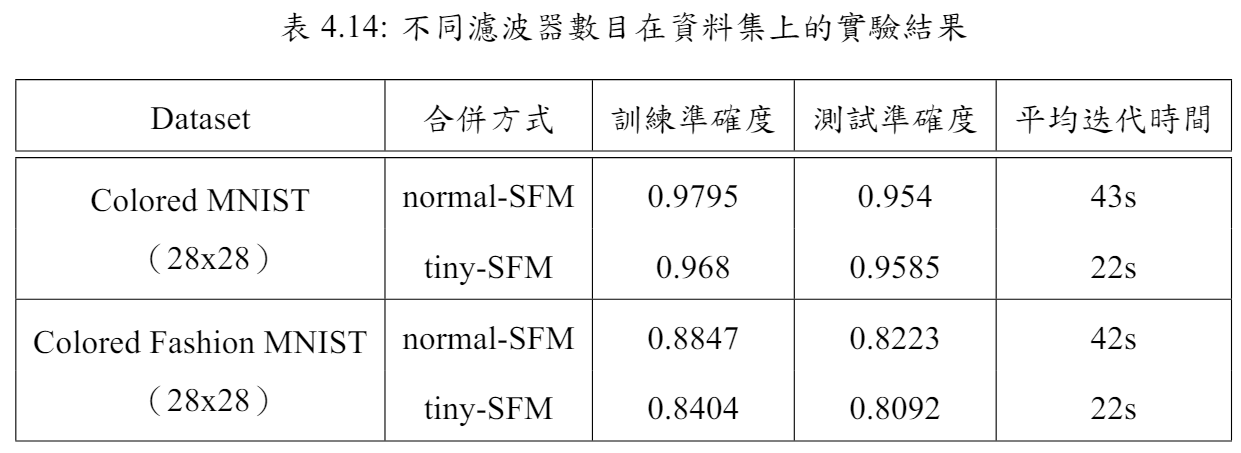 表 4.14: 不同濾波器數目在資料集上的實驗結果
Dataset 合併方式 訓練準確度 測試準確度 平均迭代時間
Colored MNIST
（28x28）
normal-SFM 0.9795 0.954 43s
tiny-SFM 0.968 0.9585 22s
Colored Fashion MNIST
（28x28）
normal-SFM 0.8847 0.8223 42s
tiny-SFM 0.8404 0.8092 22s